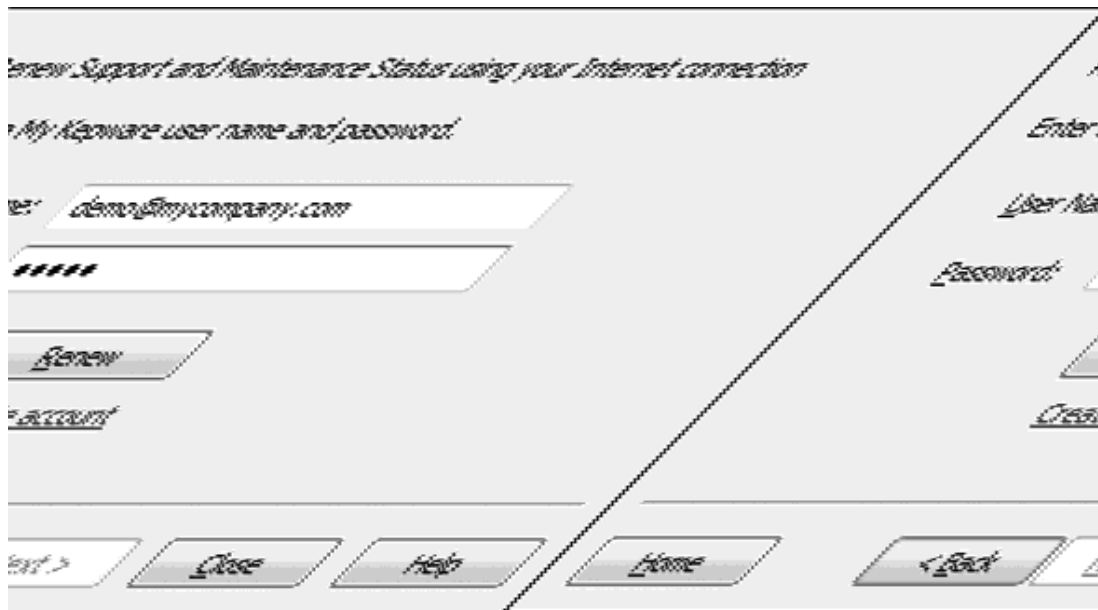 Renew Support and Maintenance Status using your Internet connection
My Kepware user name and password.
Enter
demo@mycompany.com
User Na
*****
Password:
Renew
account
Creat
ext >
Close
Help
Home
< Back